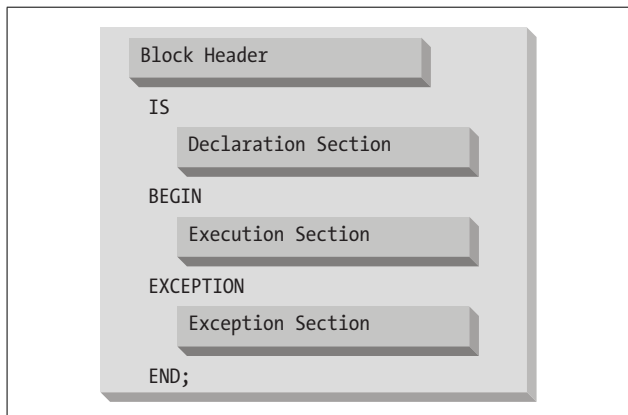 Block Header
IS
Declaration Section
BEGIN
Execution Section
EXCEPTION
Exception Section
END;